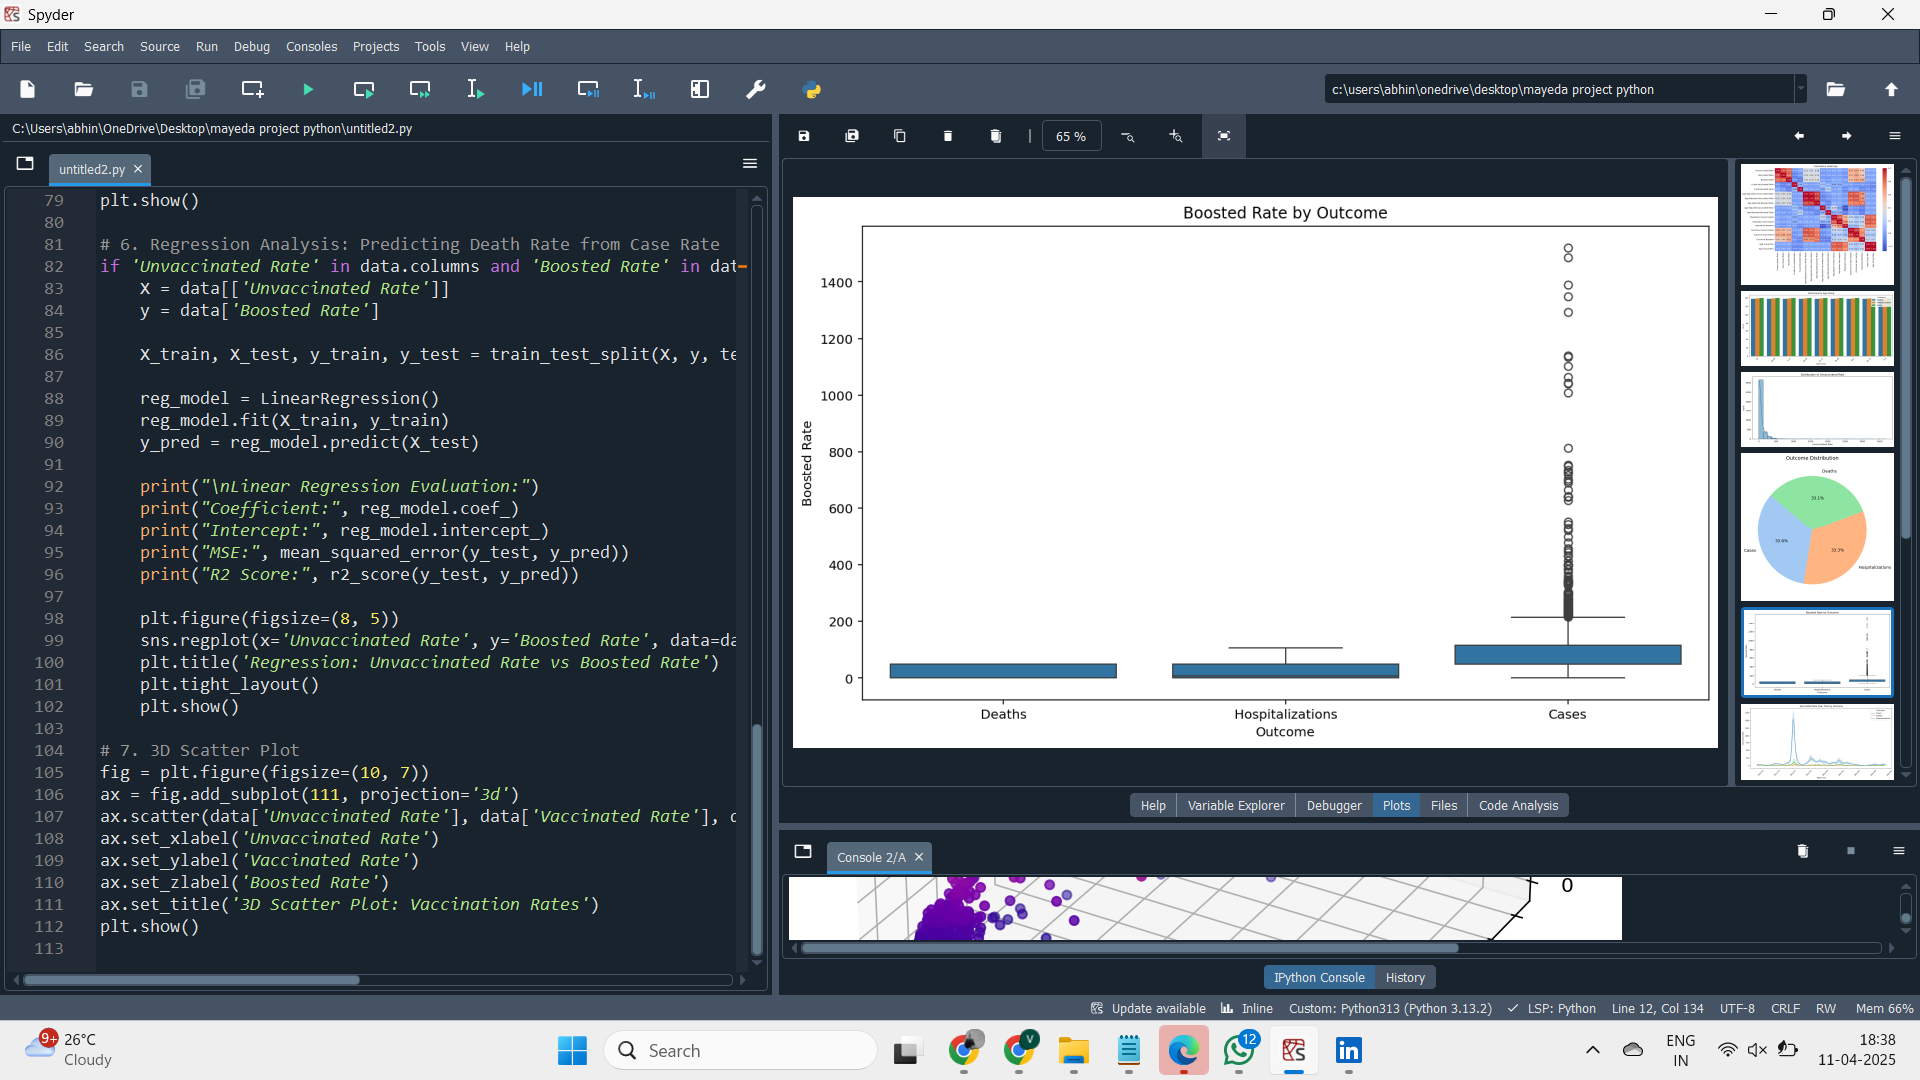 Spyder
File Edit Search Source Run Debug Consoles Projects Tools View Help
c:\users\abhin\onedrive\desktop\mayeda project python
C:\Users\abhin\OneDrive\Desktop\mayeda project python\untitled2.py
untitled2.py
79 plt.show()
80
81 # 6. Regression Analysis: Predicting Death Rate from Case Rate
82 if 'Unvaccinated Rate' in data.columns and 'Boosted Rate' in dat
83 X = data[['Unvaccinated Rate']]
84 y = data['Boosted Rate']
85
86 X_train, X_test, y_train, y_test = train_test_split(X, y, te
87
88 reg_model = LinearRegression()
89 reg_model.fit(X_train, y_train)
90 y_pred = reg_model.predict(X_test)
91
92 print("\nLinear Regression Evaluation:")
93 print("Coefficient:", reg_model.coef_)
94 print("Intercept:", reg_model.intercept_)
95 print("MSE:", mean_squared_error(y_test, y_pred))
96 print("R2 Score:", r2_score(y_test, y_pred))
97
98 plt.figure(figsize=(8, 5))
99 sns.regplot(x='Unvaccinated Rate', y='Boosted Rate', data=da
100 plt.title('Regression: Unvaccinated Rate vs Boosted Rate')
101 plt.tight_layout()
102 plt.show()
103
104 # 7. 3D Scatter Plot
105 fig = plt.figure(figsize=(10, 7))
106 ax = fig.add_subplot(111, projection='3d')
107 ax.scatter(data['Unvaccinated Rate'], data['Vaccinated Rate'], d
108 ax.set_xlabel('Unvaccinated Rate')
109 ax.set_ylabel('Vaccinated Rate')
110 ax.set_zlabel('Boosted Rate')
111 ax.set_title('3D Scatter Plot: Vaccination Rates')
112 plt.show()
113
65 %
Boosted Rate by Outcome
1400
1200
1000
800
600
400
200
0
Boosted Rate
Deaths Hospitalizations Cases
Outcome
Outcome Distribution
Deaths
33.1%
33.6%
33.3%
Cases
Hospitalizations
Help Variable Explorer Debugger Plots Files Code Analysis
Console 2/A
0
IPython Console History
Update available Inline Custom: Python313 (Python 3.13.2) LSP: Python Line 12, Col 134 UTF-8 CRLF RW Mem 66%
9+
26°C
Cloudy
Search
V
12
in
ENG
IN
18:38
11-04-2025